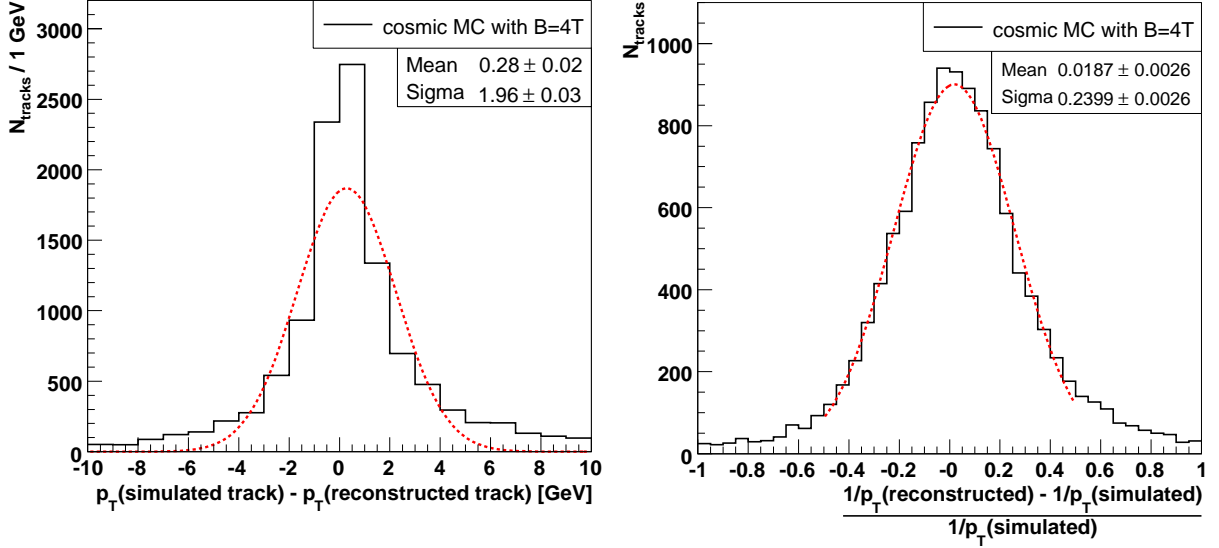 cosmic MC with B=4T
Mean 0.28 ± 0.02
Sigma 1.96 ± 0.03
N_tracks / 1 GeV
3000
2500
2000
1500
1000
500
0
-10 -8 -6 -4 -2 0 2 4 6 8 10
p_T(simulated track) - p_T(reconstructed track) [GeV]
cosmic MC with B=4T
Mean 0.0187 ± 0.0026
Sigma 0.2399 ± 0.0026
N_tracks
1000
800
600
400
200
0
-1 -0.8 -0.6 -0.4 -0.2 -0 0.2 0.4 0.6 0.8 1
1/p_T(reconstructed) - 1/p_T(simulated)
1/p_T(simulated)